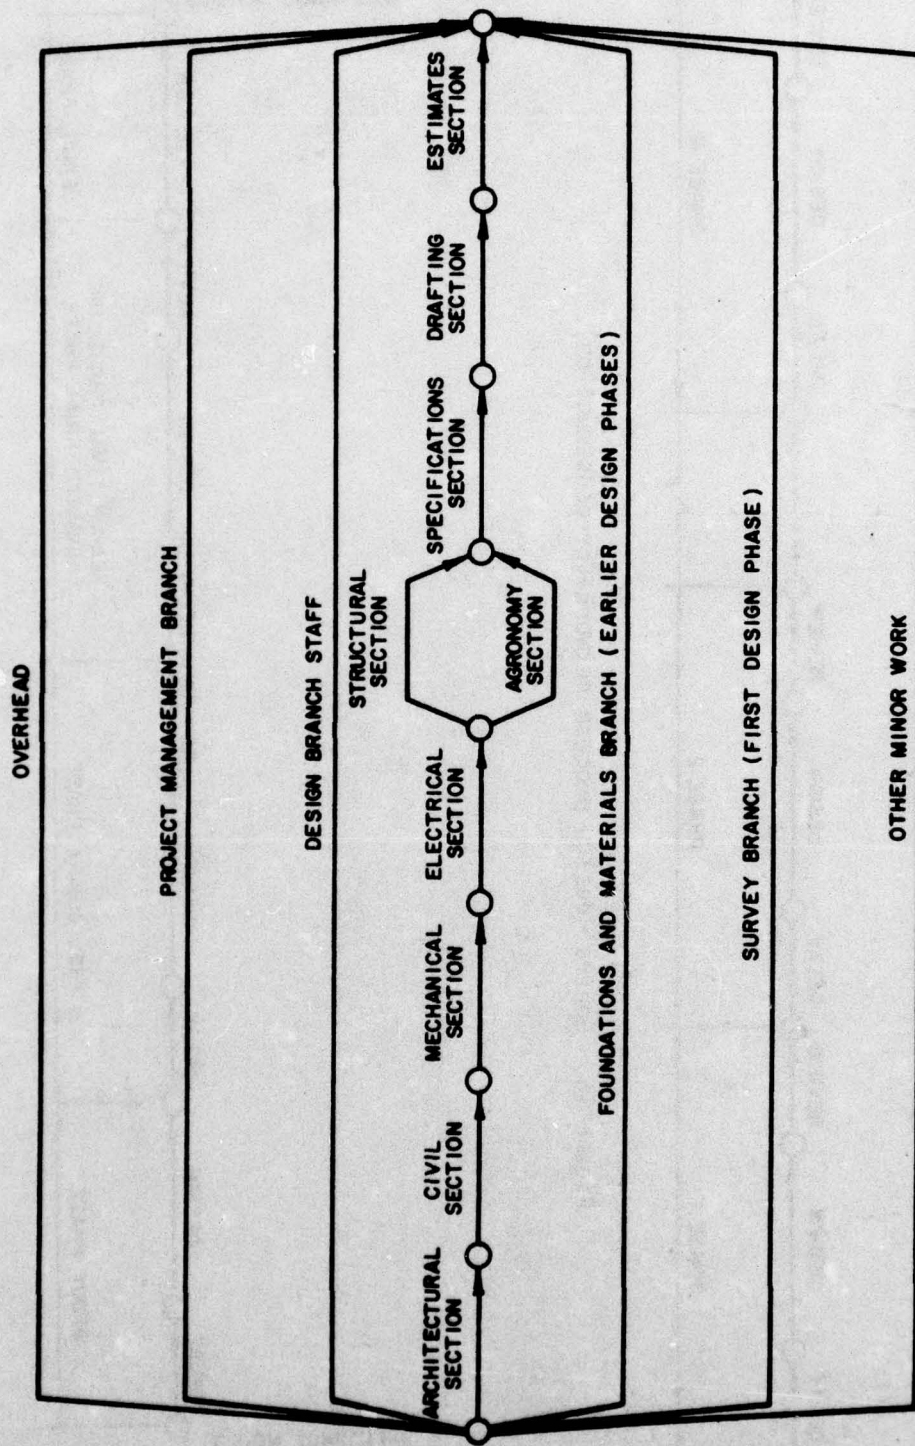 OVERHEAD
PROJECT MANAGEMENT BRANCH
DESIGN BRANCH STAFF
STRUCTURAL
SECTION
ARCHITECTURAL
SECTION
CIVIL
SECTION
MECHANICAL
SECTION
ELECTRICAL
SECTION
SPECIFICATIONS
SECTION
DRAFTING
SECTION
ESTIMATES
SECTION
AGRONOMY
SECTION
FOUNDATIONS AND MATERIALS BRANCH (EARLIER DESIGN PHASES)
SURVEY BRANCH (FIRST DESIGN PHASE)
OTHER MINOR WORK